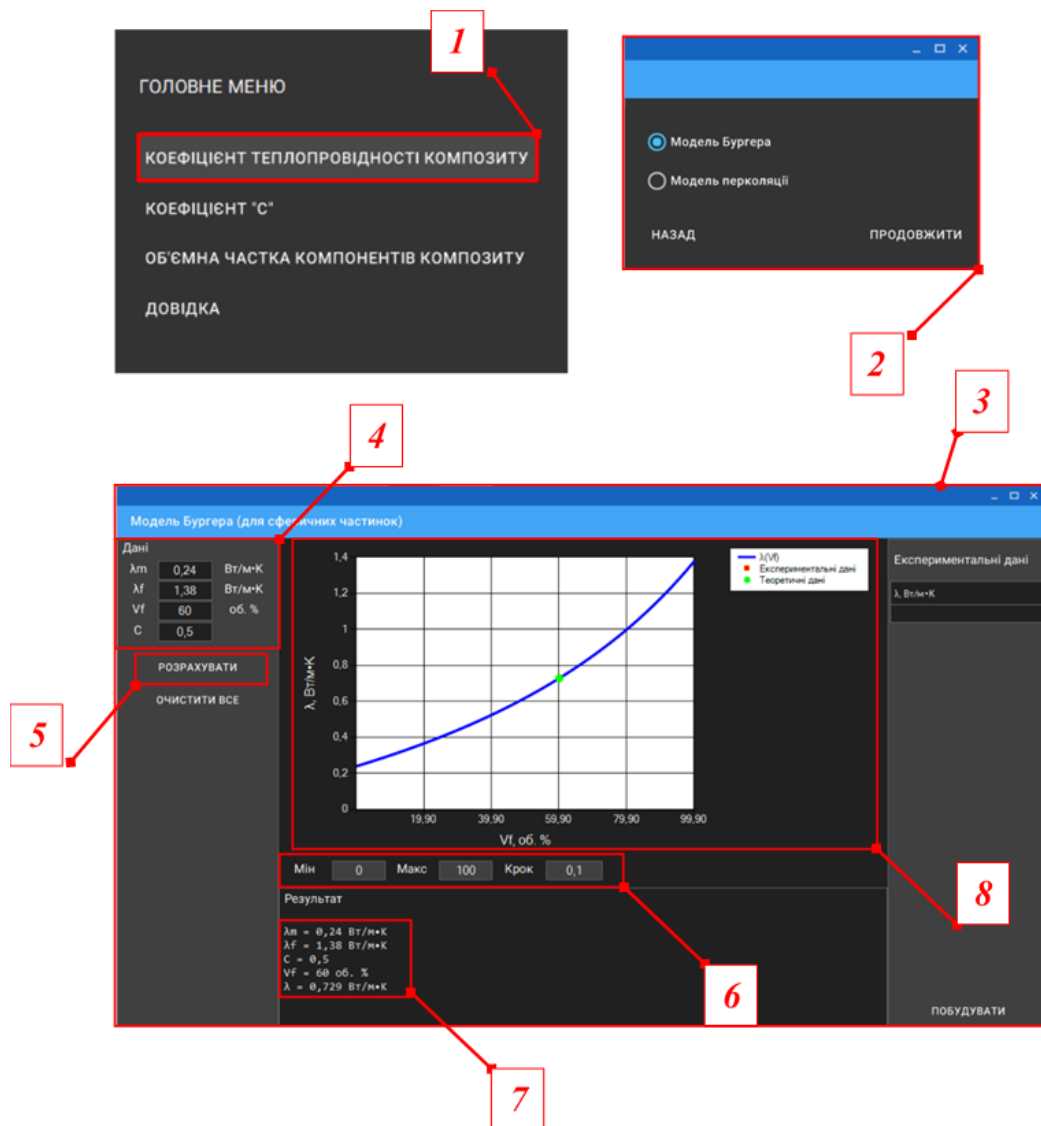 1
ГОЛОВНЕ МЕНЮ
КОЕФІЦІЄНТ ТЕПЛОПРОВІДНОСТІ КОМПОЗИТУ
КОЕФІЦІЄНТ "С"
ОБ'ЄМНА ЧАСТКА КОМПОНЕНТІВ КОМПОЗИТУ
ДОВІДКА
Модель Бургера
Модель перколяції
НАЗАД ПРОДОВЖИТИ
2
3
4
Модель Бургера (для сферичних частинок)
Дані
λm 0,24 Вт/м•К
λf 1,38 Вт/м•К
Vf 60 об. %
C 0,5
РОЗРАХУВАТИ
ОЧИСТИТИ ВСЕ
5
λ, Вт/м•К
1,4
1,2
1
0,8
0,6
0,4
0,2
0
19,90 39,90 59,90 79,90 99,90
Vf, об. %
λ(Vf)
Експериментальні дані
Теоретичні дані
Експериментальні дані
λ, Вт/м•К
Мін 0 Макс 100 Крок 0,1
8
Результат
λm = 0,24 Вт/м•К
λf = 1,38 Вт/м•К
C = 0,5
Vf = 60 об. %
λ = 0,729 Вт/м•К
6
ПОБУДУВАТИ
7